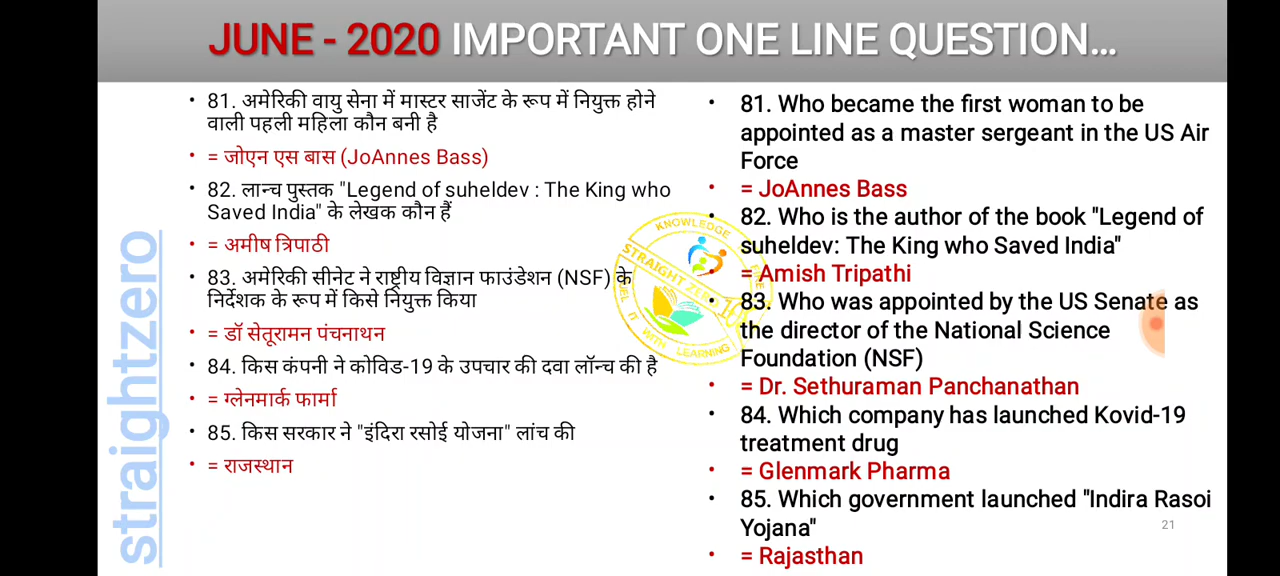 JUNE - 2020 IMPORTANT ONE LINE QUESTION...
• 81. अमेरिकी वायु सेना में मास्टर साजेंट के रूप में नियुक्त होने
वाली पहली महिला कौन बनी है
• = जोएन एस बास (JoAnnes Bass)
• 82. लान्च पुस्तक "Legend of suheldev : The King who
Saved India" के लेखक कौन हैं
• = अमीष त्रिपाठी
• 83. अमेरिकी सीनेट ने राष्ट्रीय विज्ञान फाउंडेशन (NSF) के
निर्देशक के रूप में किसे नियुक्त किया
• = डॉ सेतूरामन पंचनाथन
• 84. किस कंपनी ने कोविड-19 के उपचार की दवा लॉन्च की है
• = ग्लेनमार्क फार्मा
• 85. किस सरकार ने "इंदिरा रसोई योजना" लांच की
• = राजस्थान
• 81. Who became the first woman to be
appointed as a master sergeant in the US Air
Force
• = JoAnnes Bass
• 82. Who is the author of the book "Legend of
suheldev: The King who Saved India"
• = Amish Tripathi
• 83. Who was appointed by the US Senate as
the director of the National Science
Foundation (NSF)
• = Dr. Sethuraman Panchanathan
• 84. Which company has launched Kovid-19
treatment drug
• = Glenmark Pharma
• 85. Which government launched "Indira Rasoi
Yojana"
• = Rajasthan
21
straightzero
KNOWLEDGE
STRAIGHT ZERO
WITH LEARNING